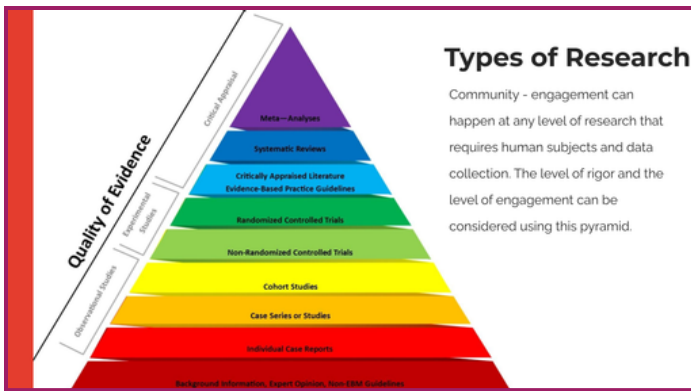 Types of Research
Community - engagement can
happen at any level of research that
requires human subjects and data
collection. The level of rigor and the
level of engagement can be
considered using this pyramid.
Quality of Evidence
Critical Appraisal
Experimental
Studies
Observational Studies
Meta—Analyses
Systematic Reviews
Critically Appraised Literature
Evidence-Based Practice Guidelines
Randomized Controlled Trials
Non-Randomized Controlled Trials
Cohort Studies
Case Series or Studies
Individual Case Reports
Background Information, Expert Opinion, Non-EBM Guidelines